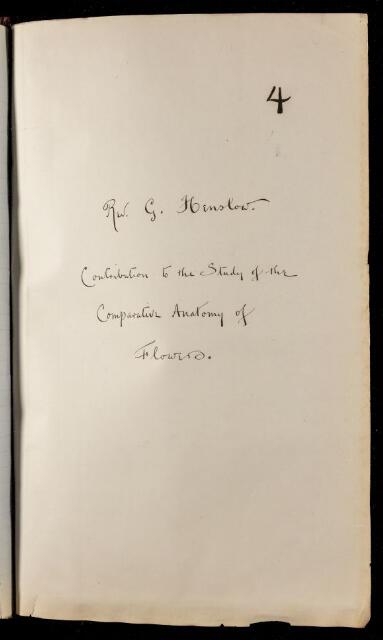 4
Rev. G. Henslow.
Contribution to the Study of the
Comparative Anatomy of
Flowers.